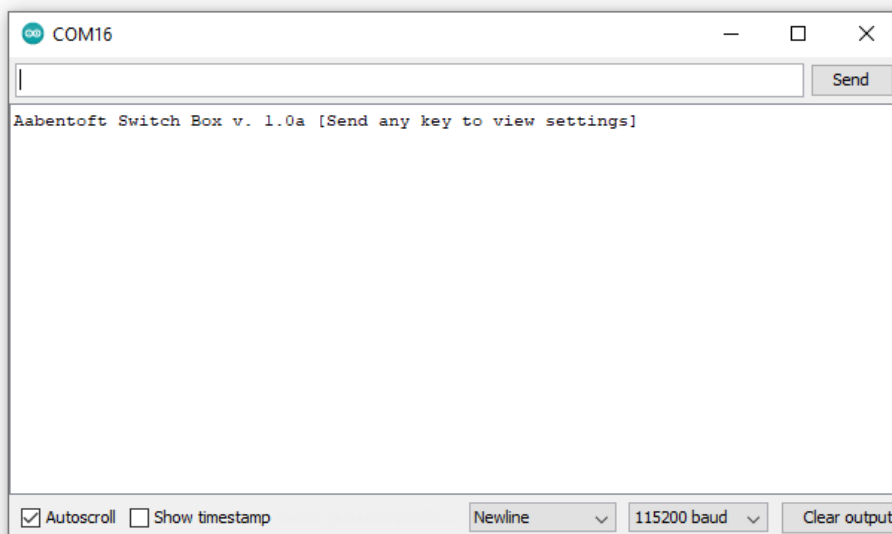 COM16
Send
Aabentoft Switch Box v. 1.0a [Send any key to view settings]
Autoscroll Show timestamp Newline 115200 baud Clear output